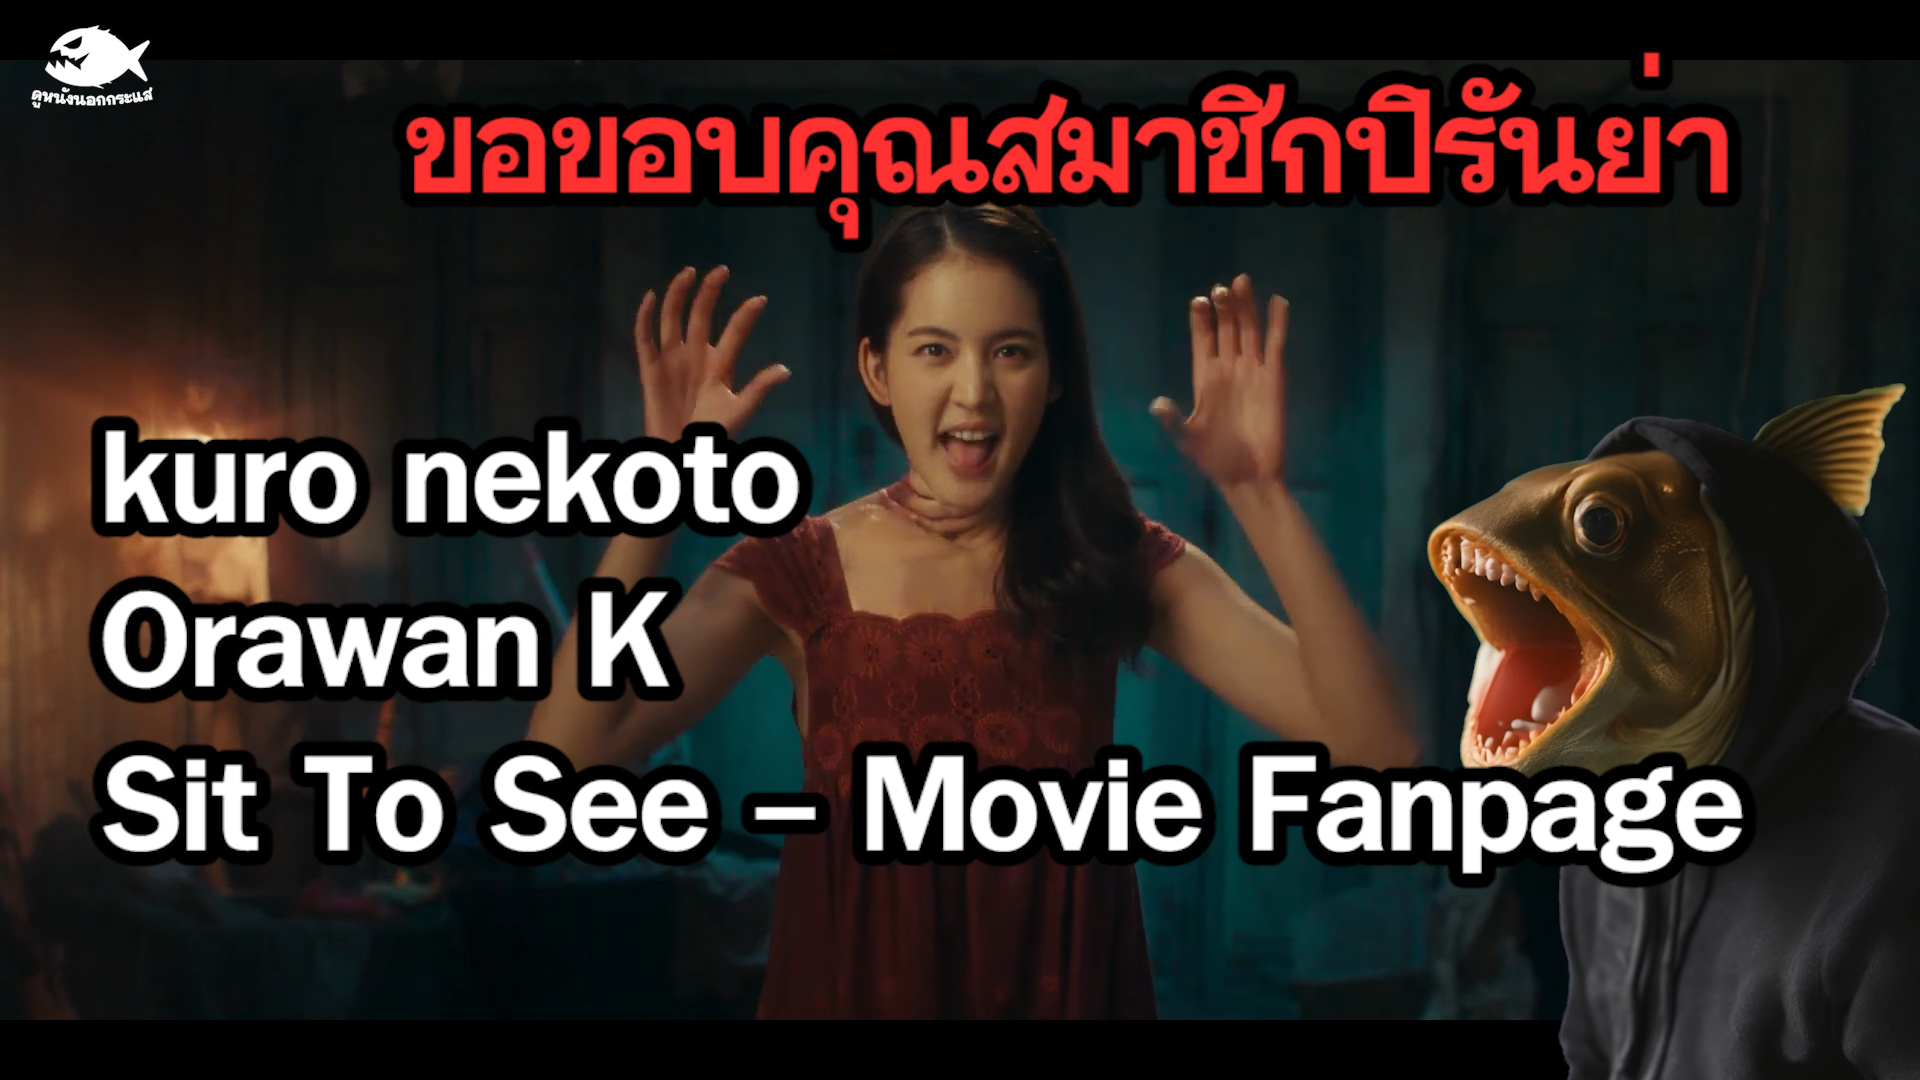 ดูหนังนอกกระแส
ขอขอบคุณสมาชิกปิรันย่า
kuro nekoto
Orawan K
Sit To See – Movie Fanpage